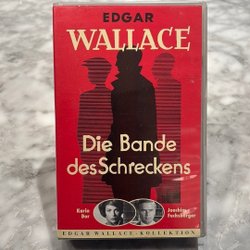 EDGAR
WALLACE
Die Bande
des Schreckens
Karin
Dor
Joachim
Fuchsberger
EDGAR-WALLACE-KOLLEKTION